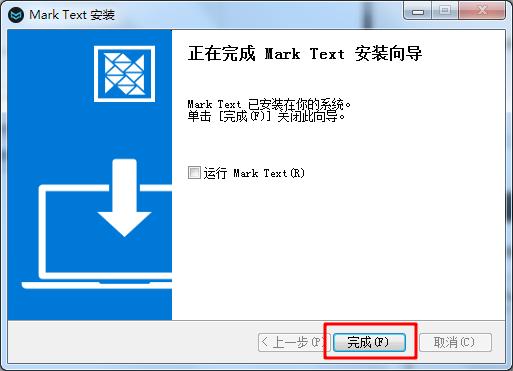 Mark Text 安装
正在完成 Mark Text 安装向导
Mark Text 已安装在你的系统。
单击 [完成(F)] 关闭此向导。
运行 Mark Text(R)
< 上一步(P)
完成(F)
取消(C)